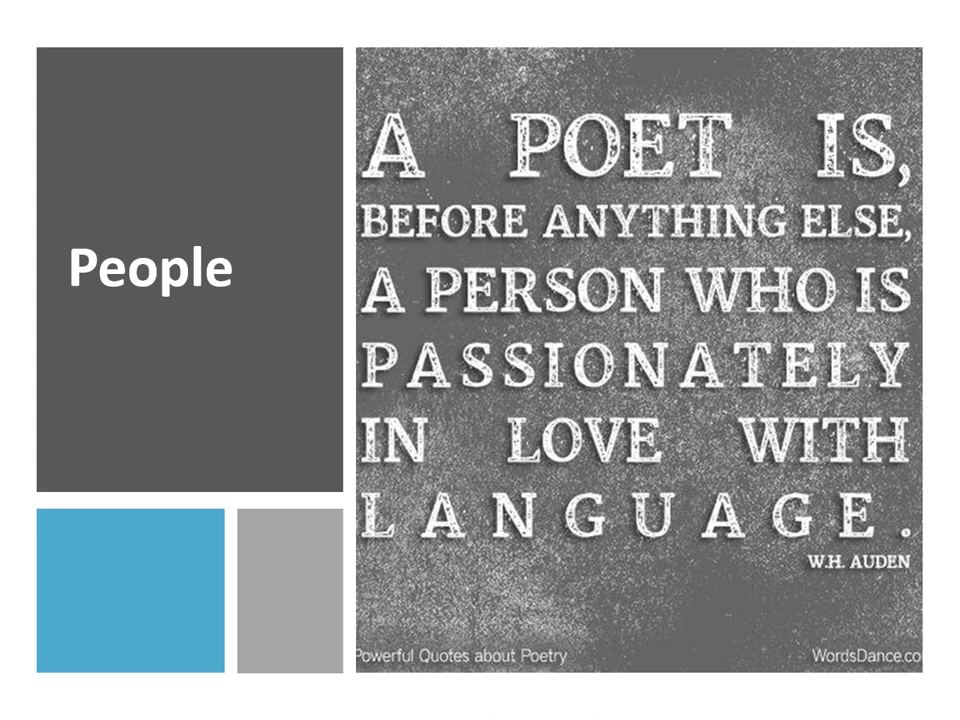 People
A POET IS,
BEFORE ANYTHING ELSE,
A PERSON WHO IS
PASSIONATELY
IN LOVE WITH
LANGUAGE.
W.H. AUDEN
Powerful Quotes about Poetry
WordsDance.co